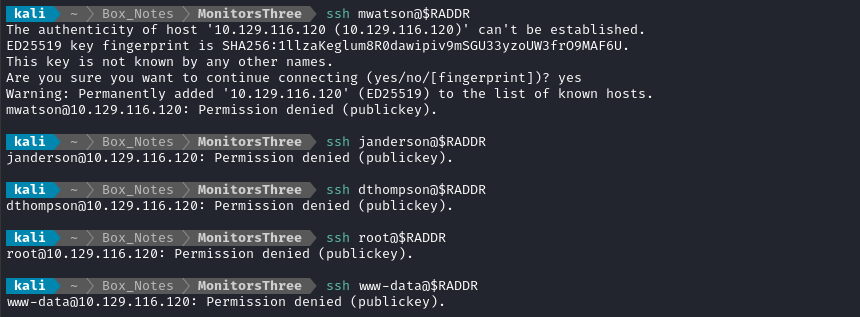 kali ~ Box_Notes MonitorsThree ssh mwatson@$RADDR
The authenticity of host '10.129.116.120 (10.129.116.120)' can't be established.
ED25519 key fingerprint is SHA256:1llzaKeglum8R0dawipiv9mSGU33yzoUW3frO9MAF6U.
This key is not known by any other names.
Are you sure you want to continue connecting (yes/no/[fingerprint])? yes
Warning: Permanently added '10.129.116.120' (ED25519) to the list of known hosts.
mwatson@10.129.116.120: Permission denied (publickey).
kali ~ Box_Notes MonitorsThree ssh janderson@$RADDR
janderson@10.129.116.120: Permission denied (publickey).
kali ~ Box_Notes MonitorsThree ssh dthompson@$RADDR
dthompson@10.129.116.120: Permission denied (publickey).
kali ~ Box_Notes MonitorsThree ssh root@$RADDR
root@10.129.116.120: Permission denied (publickey).
kali ~ Box_Notes MonitorsThree ssh www-data@$RADDR
www-data@10.129.116.120: Permission denied (publickey).